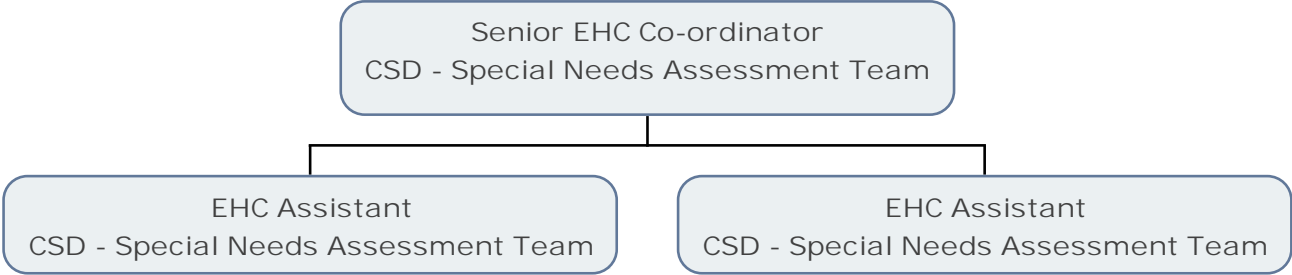 Senior EHC Co-ordinator
CSD - Special Needs Assessment Team
EHC Assistant
CSD - Special Needs Assessment Team
EHC Assistant
CSD - Special Needs Assessment Team